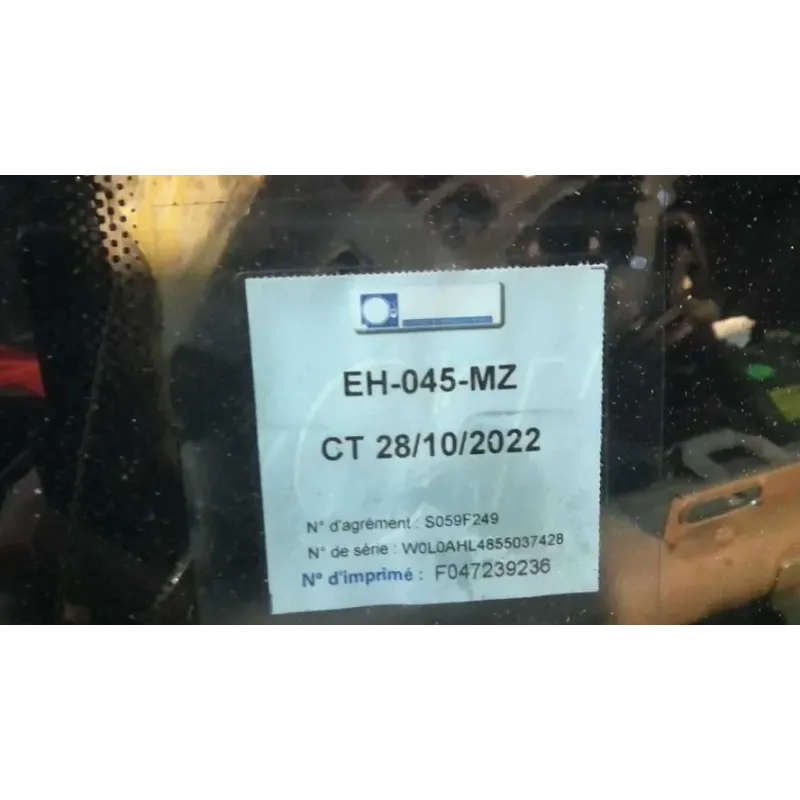 EH-045-MZ
CT 28/10/2022
N° d'agrément : S059F249
N° de série : W0L0AHL4855037428
N° d'imprimé : F047239236